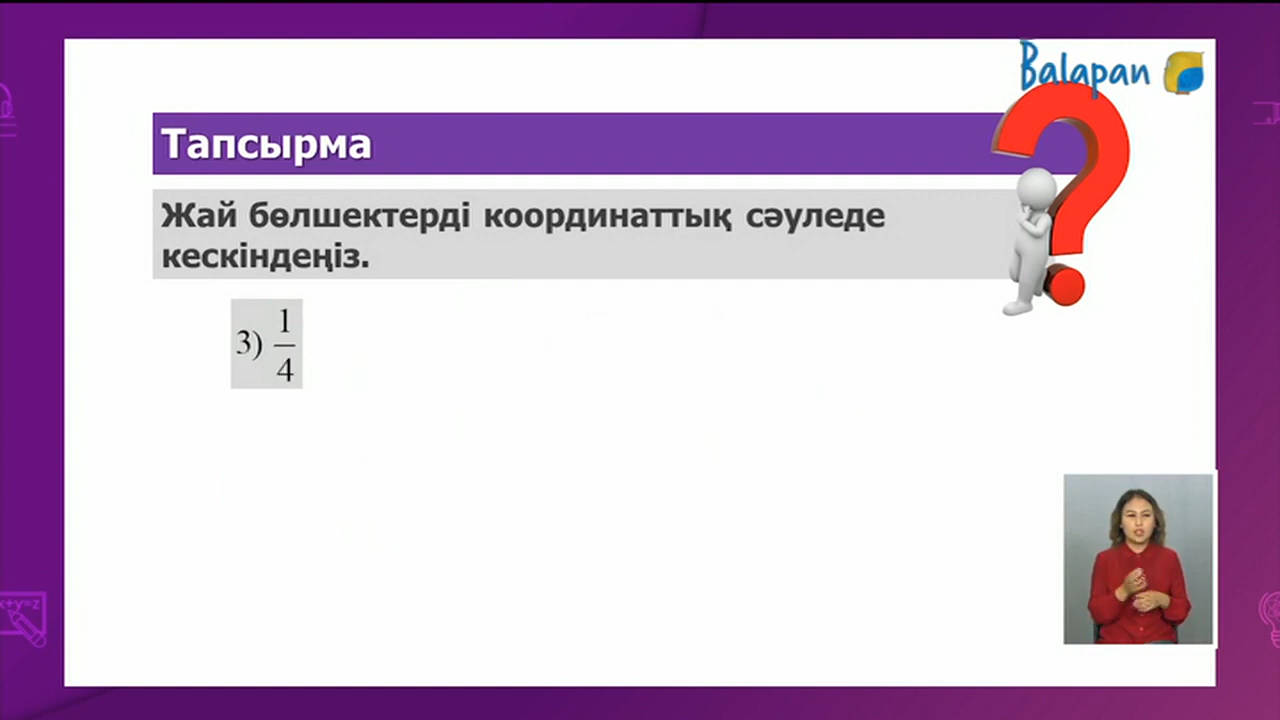 Balapan
Тапсырма
Жай бөлшектерді координаттық сәуледе
кескіндеңіз.
3) 1/4
x+y=z